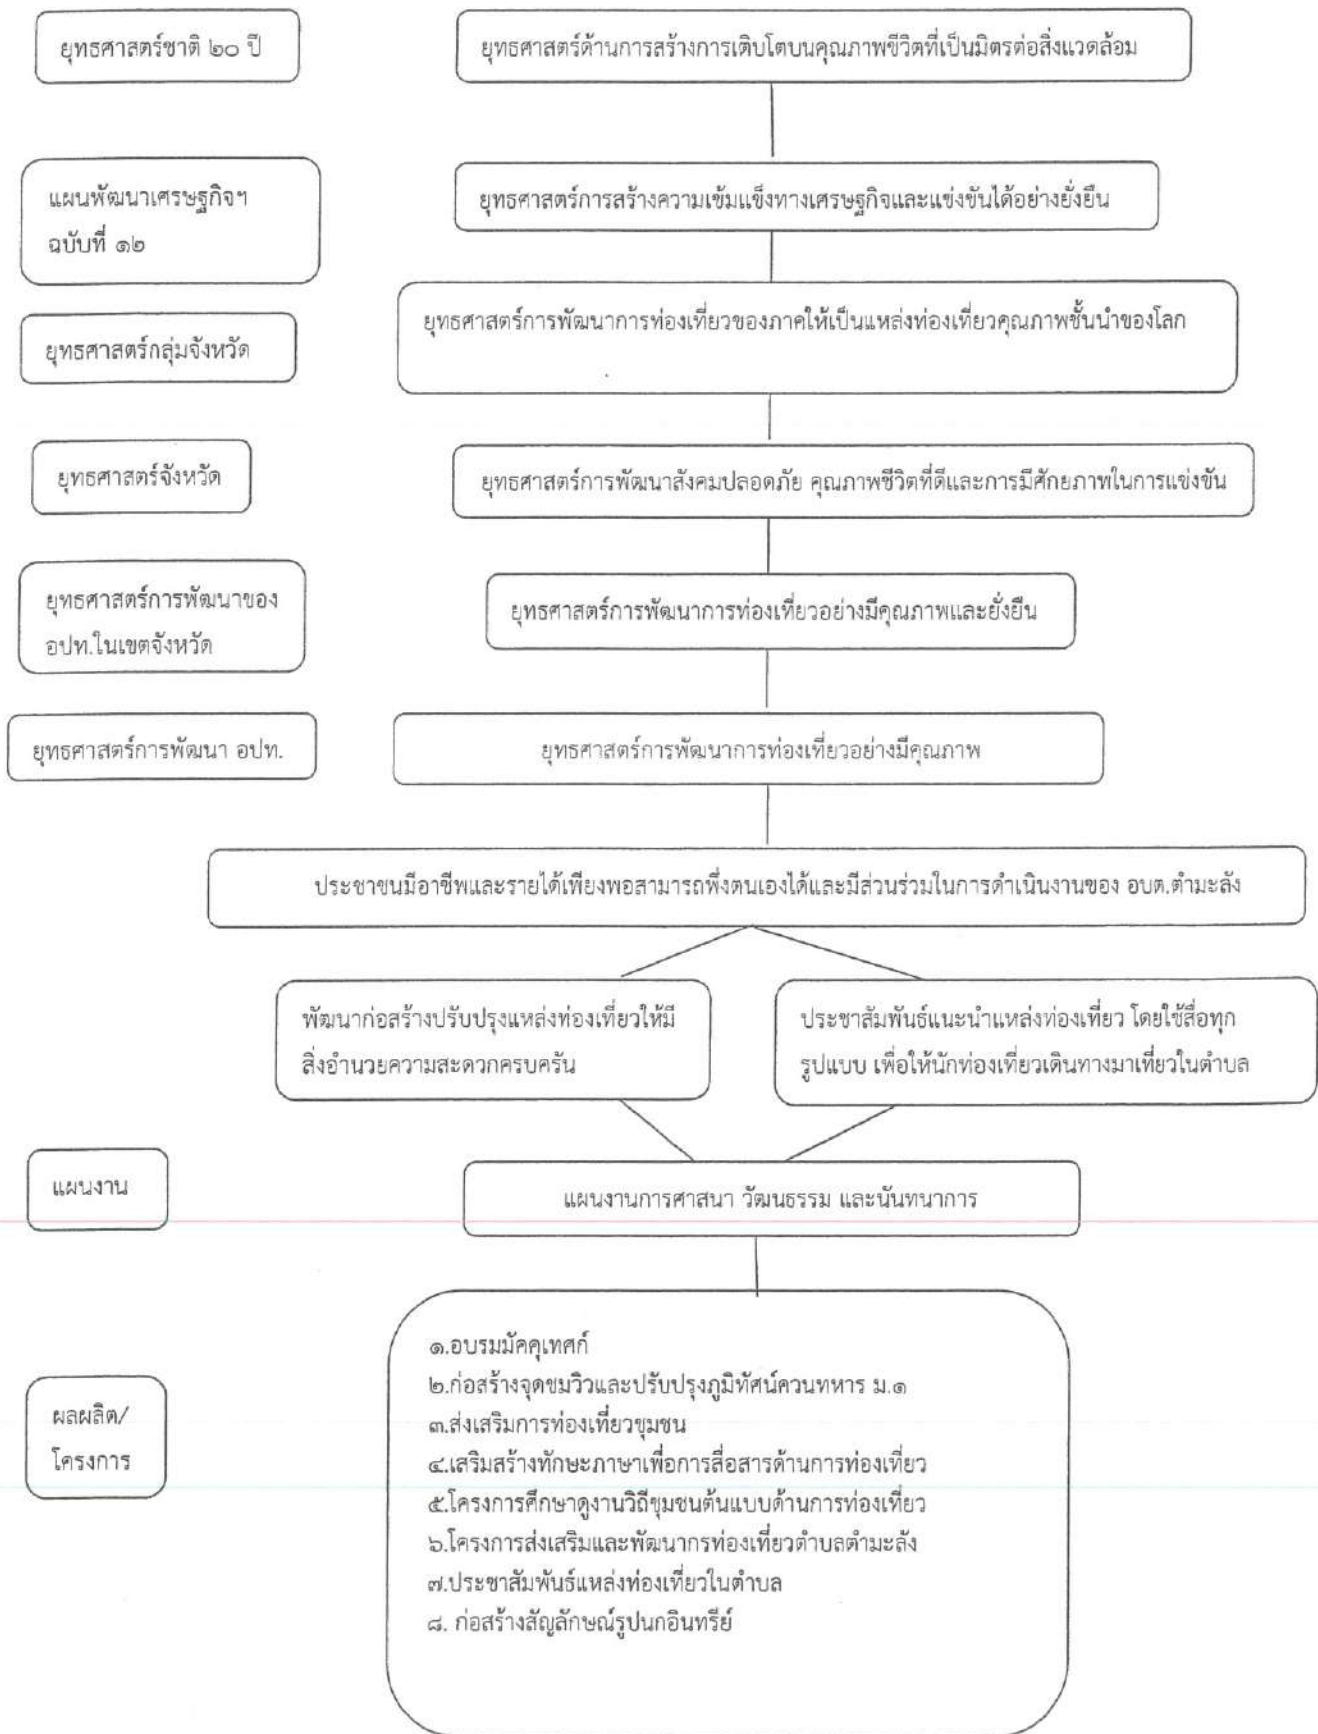 ยุทธศาสตร์ชาติ ๒๐ ปี
ยุทธศาสตร์ด้านการสร้างการเติบโตบนคุณภาพชีวิตที่เป็นมิตรต่อสิ่งแวดล้อม
แผนพัฒนาเศรษฐกิจฯ
ฉบับที่ ๑๒
ยุทธศาสตร์การสร้างความเข้มแข็งทางเศรษฐกิจและแข่งขันได้อย่างยั่งยืน
ยุทธศาสตร์กลุ่มจังหวัด
ยุทธศาสตร์การพัฒนาการท่องเที่ยวของภาคให้เป็นแหล่งท่องเที่ยวคุณภาพชั้นนำของโลก
ยุทธศาสตร์จังหวัด
ยุทธศาสตร์การพัฒนาสังคมปลอดภัย คุณภาพชีวิตที่ดีและการมีศักยภาพในการแข่งขัน
ยุทธศาสตร์การพัฒนาของ
อปท.ในเขตจังหวัด
ยุทธศาสตร์การพัฒนาการท่องเที่ยวอย่างมีคุณภาพและยั่งยืน
ยุทธศาสตร์การพัฒนา อปท.
ยุทธศาสตร์การพัฒนาการท่องเที่ยวอย่างมีคุณภาพ
ประชาชนมีอาชีพและรายได้เพียงพอสามารถพึ่งตนเองได้และมีส่วนร่วมในการดำเนินงานของ อบต.ตำมะลัง
พัฒนาก่อสร้างปรับปรุงแหล่งท่องเที่ยวให้มี
สิ่งอำนวยความสะดวกครบครัน
ประชาสัมพันธ์แนะนำแหล่งท่องเที่ยว โดยใช้สื่อทุก
รูปแบบ เพื่อให้นักท่องเที่ยวเดินทางมาเที่ยวในตำบล
แผนงาน
แผนงานการศาสนา วัฒนธรรม และนันทนาการ
ผลผลิต/
โครงการ
๑.อบรมมัคคุเทศก์
๒.ก่อสร้างจุดชมวิวและปรับปรุงภูมิทัศน์ควนทหาร ม.๑
๓.ส่งเสริมการท่องเที่ยวชุมชน
๔.เสริมสร้างทักษะภาษาเพื่อการสื่อสารด้านการท่องเที่ยว
๕.โครงการศึกษาดูงานวิถีชุมชนต้นแบบด้านการท่องเที่ยว
๖.โครงการส่งเสริมและพัฒนากรท่องเที่ยวตำบลตำมะลัง
๗.ประชาสัมพันธ์แหล่งท่องเที่ยวในตำบล
๘. ก่อสร้างสัญลักษณ์รูปนกอินทรีย์